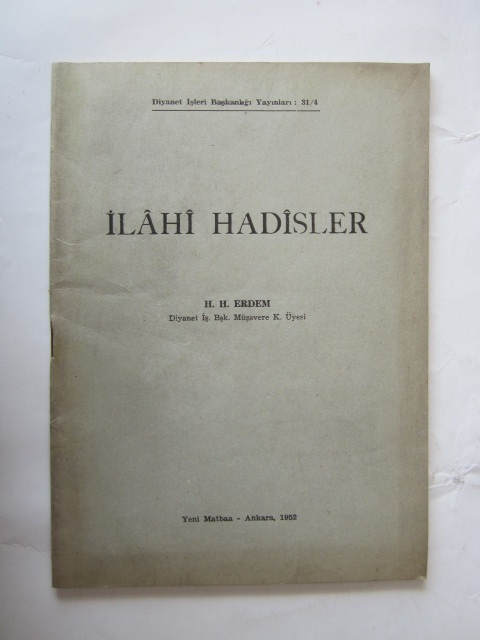 Diyanet İşleri Başkanlığı Yayınları : 31/4
İLÂHÎ HADÎSLER
H. H. ERDEM
Diyanet İş. Bşk. Müşavere K. Üyesi
Yeni Matbaa - Ankara, 1952